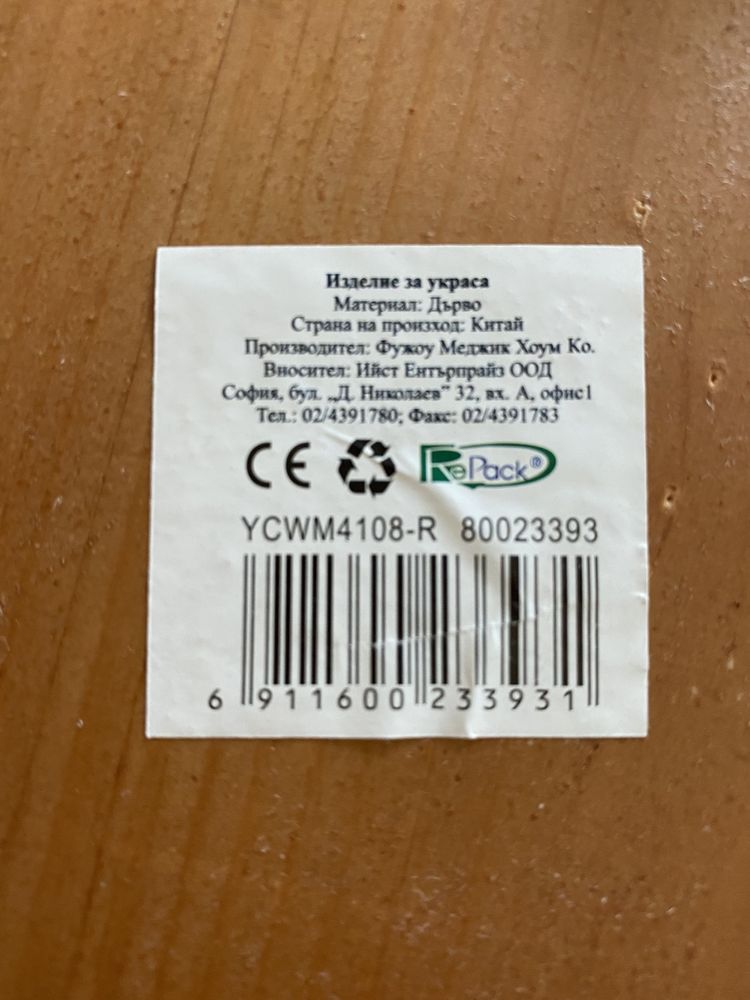 Изделие за украса
Материал: Дърво
Страна на произход: Китай
Производител: Фужоу Меджик Хоум Ко.
Вносител: Ийст Ентърпрайз ООД
София, бул. „Д. Николаев” 32, вх. А, офис1
Тел.: 02/4391780; Факс: 02/4391783
CE RePack®
YCWM4108-R 80023393
6 911600 233931